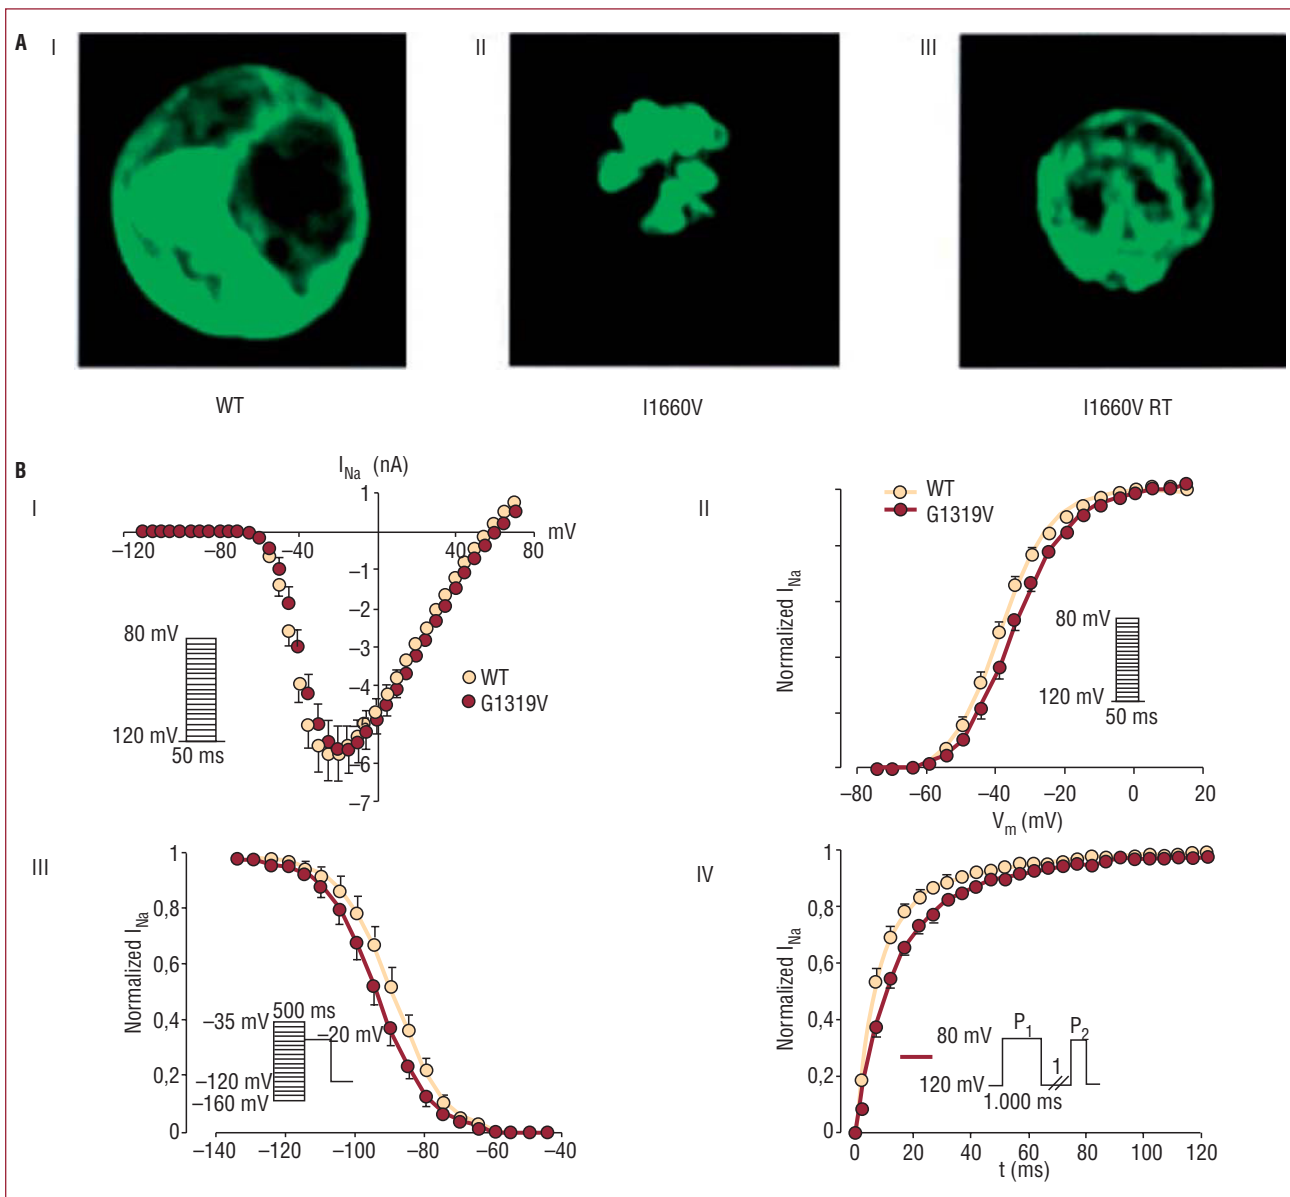 A
I
II
III
WT
I1660V
I1660V RT
B
I
I_Na (nA)
1
mV
−120
−80
−40
40
80
−1
−2
−3
−4
−6
−7
80 mV
120 mV
50 ms
WT
G1319V
II
WT
G1319V
Normalized I_Na
80 mV
120 mV
50 ms
−80
−60
−40
−20
0
20
V_m (mV)
III
Normalized I_Na
1
0,8
0,6
0,4
0,2
0
500 ms
−35 mV
−20 mV
−120 mV
−160 mV
−140
−120
−100
−80
−60
−40
IV
Normalized I_Na
1
0,8
0,6
0,4
0,2
0
80 mV
P_1
P_2
1
120 mV
1.000 ms
0
20
40
60
80
100
120
t (ms)